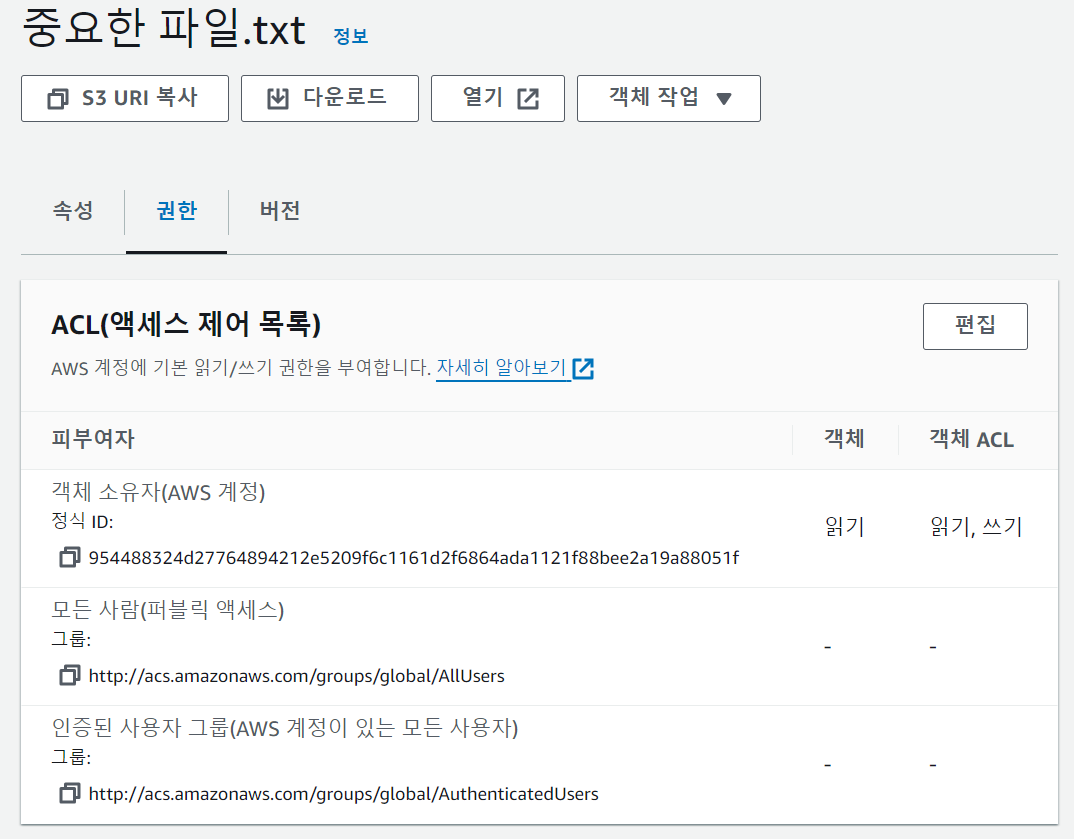 중요한 파일.txt 정보
S3 URI 복사 다운로드 열기 객체 작업
속성 권한 버전
ACL(액세스 제어 목록) 편집
AWS 계정에 기본 읽기/쓰기 권한을 부여합니다. 자세히 알아보기
피부여자 객체 객체 ACL
객체 소유자(AWS 계정)
정식 ID:
읽기 읽기, 쓰기
954488324d27764894212e5209f6c1161d2f6864ada1121f88bee2a19a88051f
모든 사람(퍼블릭 액세스)
그룹:
- -
http://acs.amazonaws.com/groups/global/AllUsers
인증된 사용자 그룹(AWS 계정이 있는 모든 사용자)
그룹:
- -
http://acs.amazonaws.com/groups/global/AuthenticatedUsers